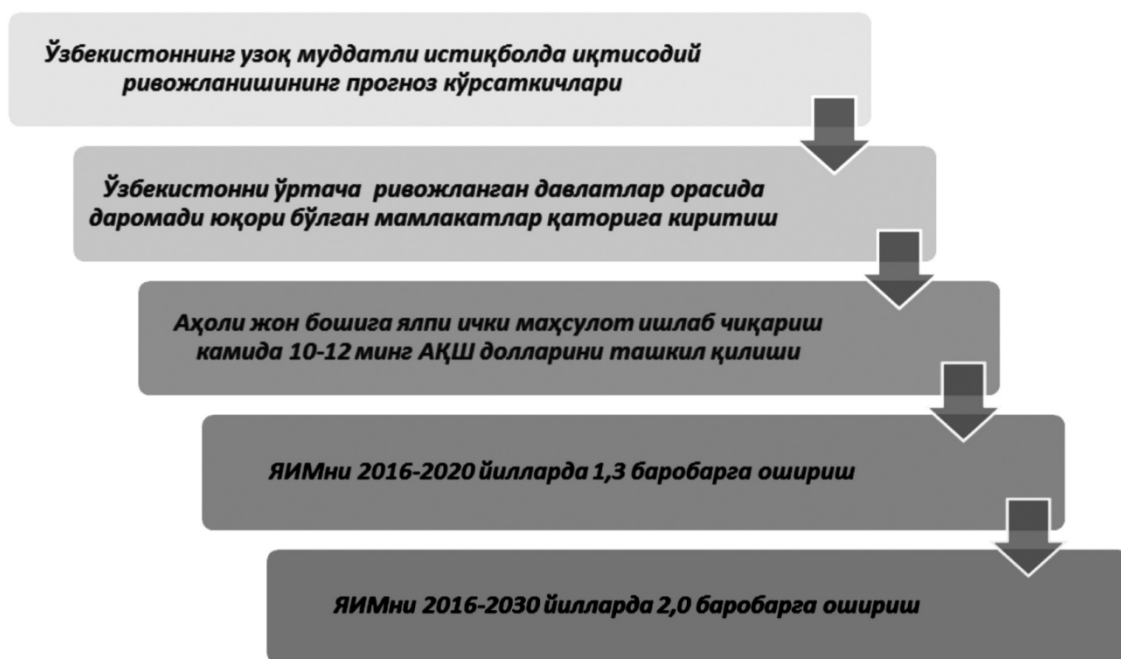 Ўзбекистоннинг узоқ муддатли истиқболда иқтисодий
ривожланишининг прогноз кўрсаткичлари
Ўзбекистонни ўртача ривожланган давлатлар орасида
даромади юқори бўлган мамлакатлар қаторига киритиш
Аҳоли жон бошига ялпи ички маҳсулот ишлаб чиқариш
камида 10-12 минг АҚШ долларини ташкил қилиши
ЯИМни 2016-2020 йилларда 1,3 баробарга ошириш
ЯИМни 2016-2030 йилларда 2,0 баробарга ошириш